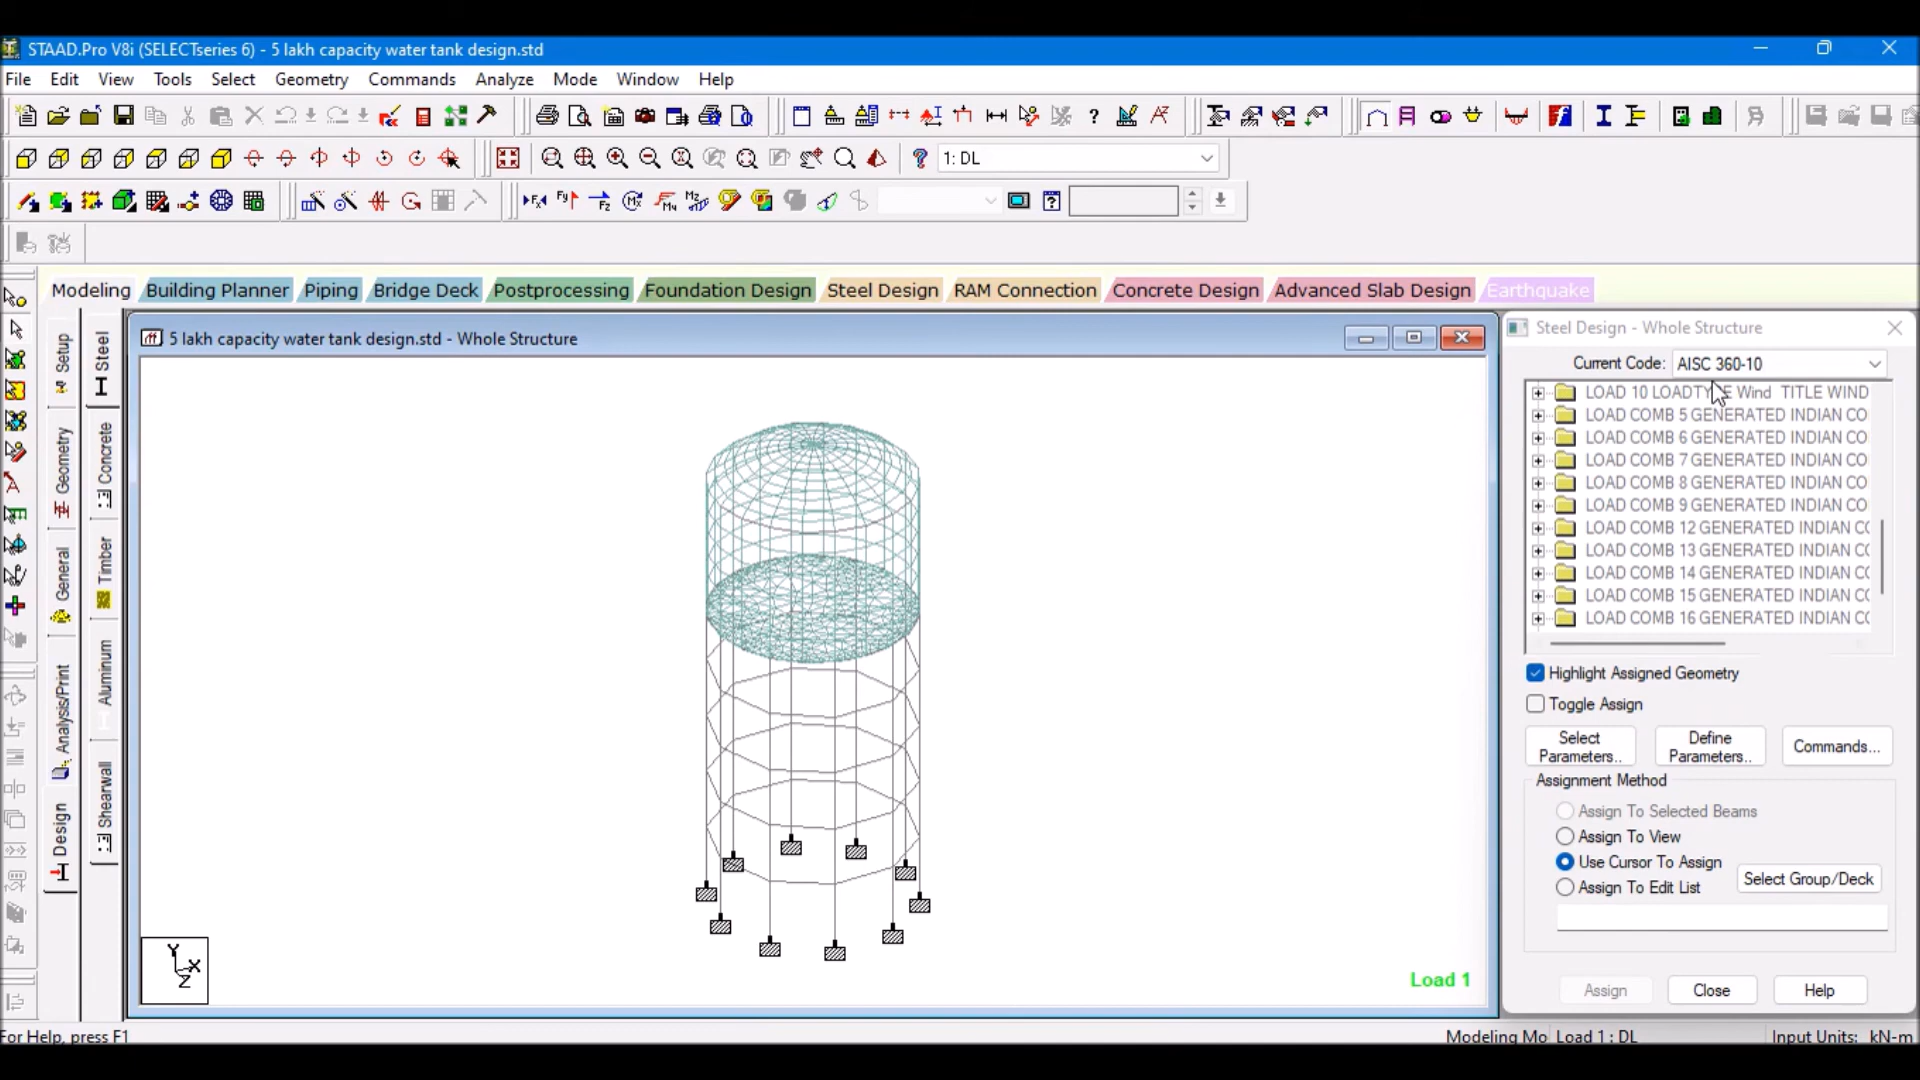 STAAD.Pro V8i (SELECTseries 6) - 5 lakh capacity water tank design.std
File Edit View Tools Select Geometry Commands Analyze Mode Window Help
1: DL
Modeling Building Planner Piping Bridge Deck Postprocessing Foundation Design Steel Design RAM Connection Concrete Design Advanced Slab Design Earthquake
Setup
Geometry
General
Analysis/Print
Design
Steel
Concrete
Timber
Aluminum
Shearwall
5 lakh capacity water tank design.std - Whole Structure
Y
X
Z
Load 1
Steel Design - Whole Structure
Current Code: AISC 360-10
LOAD 10 LOADTYPE Wind TITLE WIND
LOAD COMB 5 GENERATED INDIAN CO
LOAD COMB 6 GENERATED INDIAN CO
LOAD COMB 7 GENERATED INDIAN CO
LOAD COMB 8 GENERATED INDIAN CO
LOAD COMB 9 GENERATED INDIAN CO
LOAD COMB 12 GENERATED INDIAN CO
LOAD COMB 13 GENERATED INDIAN CO
LOAD COMB 14 GENERATED INDIAN CO
LOAD COMB 15 GENERATED INDIAN CO
LOAD COMB 16 GENERATED INDIAN CO
Highlight Assigned Geometry
Toggle Assign
Select Parameters..
Define Parameters..
Commands...
Assignment Method
Assign To Selected Beams
Assign To View
Use Cursor To Assign
Assign To Edit List
Select Group/Deck
Assign Close Help
For Help, press F1
Modeling Mo Load 1 : DL Input Units: kN-m